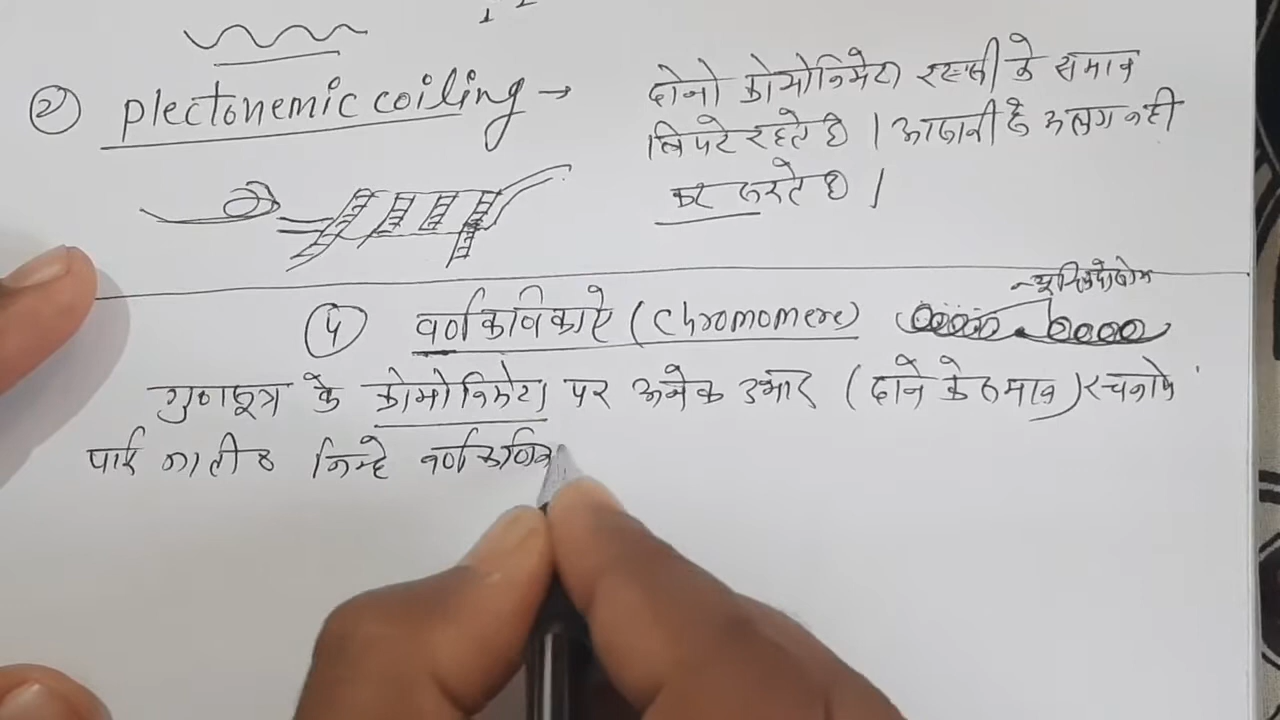 ② plectonemic coiling →
दोनो क्रोमोनिमेटा रस्सी के समान
लिपटे रहते है । आसानी से अलग नही
कर सकते है ।
④ वर्णकणिकाऐ (Chromomere)
गुणसूत्र के क्रोमोनिमेटा पर अनेक उभार (दाने के समान) रचनाये
पाई जाती है जिन्हे वर्णकणिक